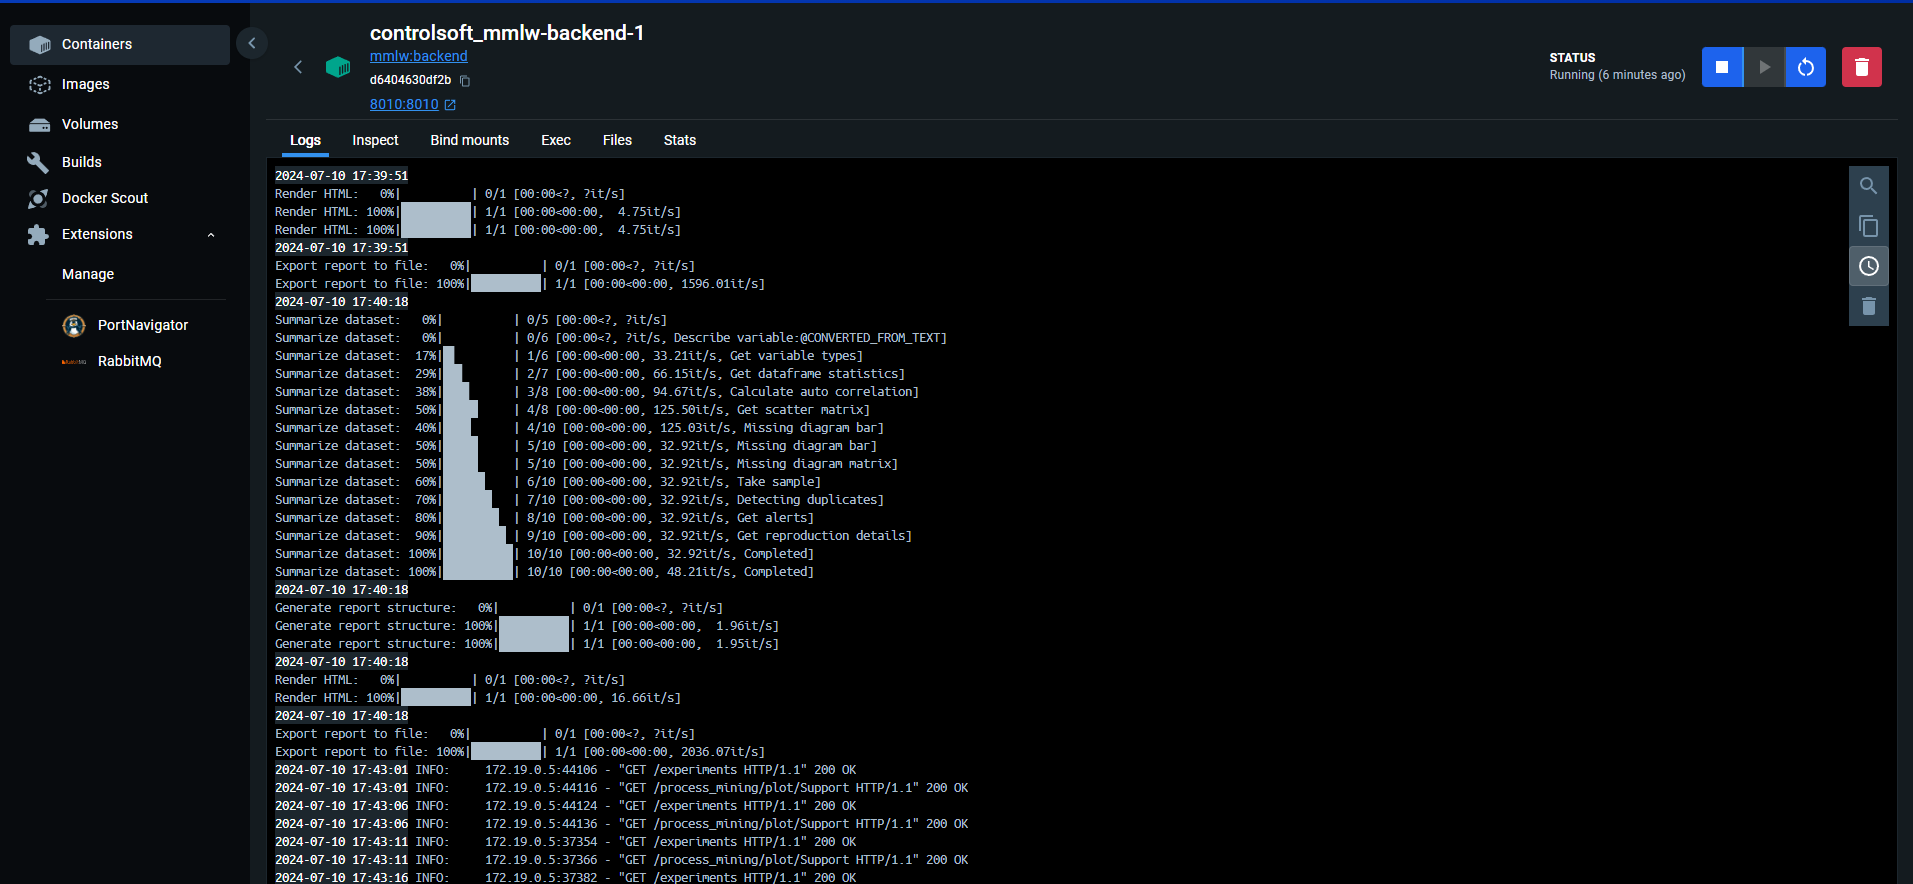 Containers
Images
Volumes
Builds
Docker Scout
Extensions
Manage
PortNavigator
RabbitMQ
controlsoft_mmlw-backend-1
mmlw:backend
d6404630df2b
8010:8010
STATUS
Running (6 minutes ago)
Logs Inspect Bind mounts Exec Files Stats
2024-07-10 17:39:51
Render HTML:   0%|          | 0/1 [00:00<?, ?it/s]
Render HTML: 100%|██████████| 1/1 [00:00<00:00,  4.75it/s]
Render HTML: 100%|██████████| 1/1 [00:00<00:00,  4.75it/s]
2024-07-10 17:39:51
Export report to file:   0%|          | 0/1 [00:00<?, ?it/s]
Export report to file: 100%|██████████| 1/1 [00:00<00:00, 1596.01it/s]
2024-07-10 17:40:18
Summarize dataset:   0%|          | 0/5 [00:00<?, ?it/s]
Summarize dataset:   0%|          | 0/6 [00:00<?, ?it/s, Describe variable:@CONVERTED_FROM_TEXT]
Summarize dataset:  17%|█▋        | 1/6 [00:00<00:00, 33.21it/s, Get variable types]
Summarize dataset:  29%|██▊       | 2/7 [00:00<00:00, 66.15it/s, Get dataframe statistics]
Summarize dataset:  38%|███▊      | 3/8 [00:00<00:00, 94.67it/s, Calculate auto correlation]
Summarize dataset:  50%|█████     | 4/8 [00:00<00:00, 125.50it/s, Get scatter matrix]
Summarize dataset:  40%|████      | 4/10 [00:00<00:00, 125.03it/s, Missing diagram bar]
Summarize dataset:  50%|█████     | 5/10 [00:00<00:00, 32.92it/s, Missing diagram bar]
Summarize dataset:  50%|█████     | 5/10 [00:00<00:00, 32.92it/s, Missing diagram matrix]
Summarize dataset:  60%|██████    | 6/10 [00:00<00:00, 32.92it/s, Take sample]
Summarize dataset:  70%|███████   | 7/10 [00:00<00:00, 32.92it/s, Detecting duplicates]
Summarize dataset:  80%|████████  | 8/10 [00:00<00:00, 32.92it/s, Get alerts]
Summarize dataset:  90%|█████████ | 9/10 [00:00<00:00, 32.92it/s, Get reproduction details]
Summarize dataset: 100%|██████████| 10/10 [00:00<00:00, 32.92it/s, Completed]
Summarize dataset: 100%|██████████| 10/10 [00:00<00:00, 48.21it/s, Completed]
2024-07-10 17:40:18
Generate report structure:   0%|          | 0/1 [00:00<?, ?it/s]
Generate report structure: 100%|██████████| 1/1 [00:00<00:00,  1.96it/s]
Generate report structure: 100%|██████████| 1/1 [00:00<00:00,  1.95it/s]
2024-07-10 17:40:18
Render HTML:   0%|          | 0/1 [00:00<?, ?it/s]
Render HTML: 100%|██████████| 1/1 [00:00<00:00, 16.66it/s]
2024-07-10 17:40:18
Export report to file:   0%|          | 0/1 [00:00<?, ?it/s]
Export report to file: 100%|██████████| 1/1 [00:00<00:00, 2036.07it/s]
2024-07-10 17:43:01 INFO:     172.19.0.5:44106 - "GET /experiments HTTP/1.1" 200 OK
2024-07-10 17:43:01 INFO:     172.19.0.5:44116 - "GET /process_mining/plot/Support HTTP/1.1" 200 OK
2024-07-10 17:43:06 INFO:     172.19.0.5:44124 - "GET /experiments HTTP/1.1" 200 OK
2024-07-10 17:43:06 INFO:     172.19.0.5:44136 - "GET /process_mining/plot/Support HTTP/1.1" 200 OK
2024-07-10 17:43:11 INFO:     172.19.0.5:37354 - "GET /experiments HTTP/1.1" 200 OK
2024-07-10 17:43:11 INFO:     172.19.0.5:37366 - "GET /process_mining/plot/Support HTTP/1.1" 200 OK
2024-07-10 17:43:16 INFO:     172.19.0.5:37382 - "GET /experiments HTTP/1.1" 200 OK